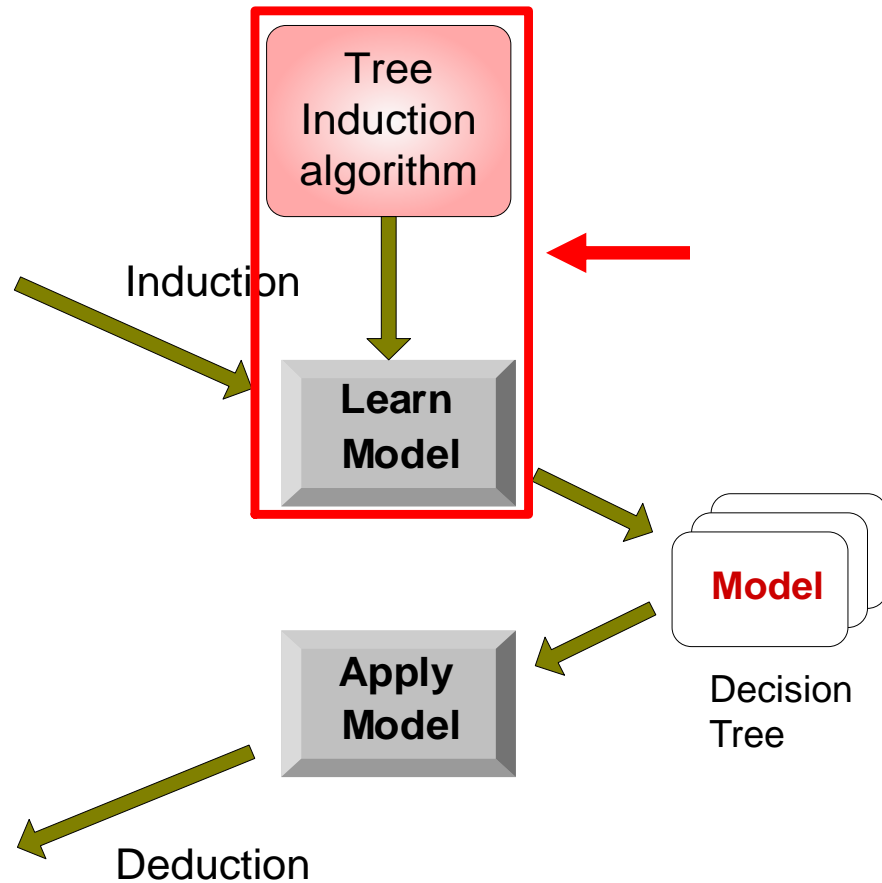 Tree
Induction
algorithm
Induction
Learn
Model
Model
Apply
Model
Decision
Tree
Deduction